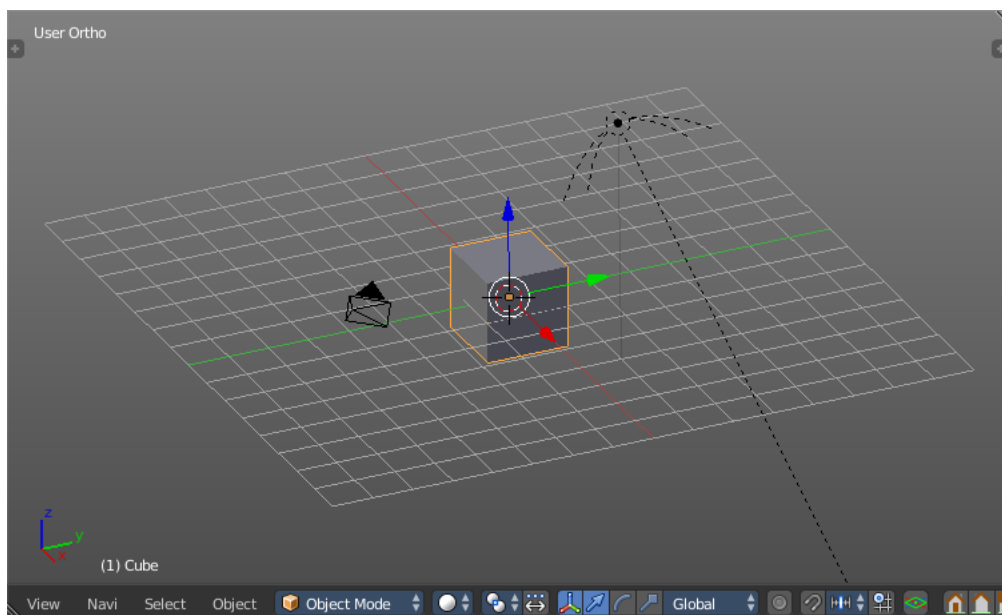 User Ortho
z
y
x
(1) Cube
View Navi Select Object Object Mode Global